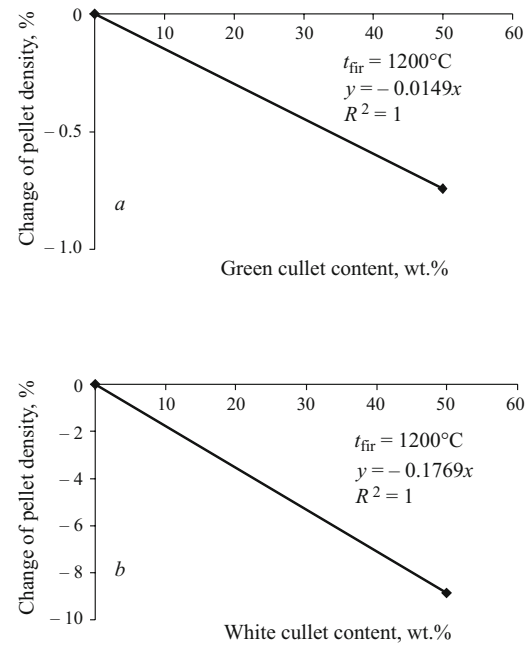 0
10 20 30 40 50 60
t_fir = 1200°C
y = – 0.0149x
R² = 1
– 0.5
– 1.0
Change of pellet density, %
a
Green cullet content, wt.%
0
10 20 30 40 50 60
– 2
– 4
– 6
– 8
– 10
t_fir = 1200°C
y = – 0.1769x
R² = 1
Change of pellet density, %
b
White cullet content, wt.%